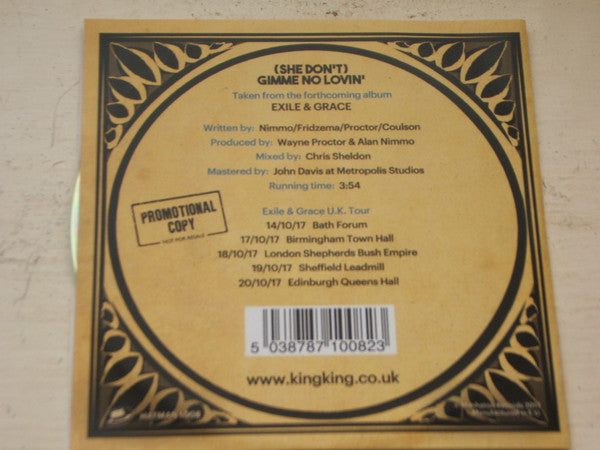 (SHE DON'T)
GIMME NO LOVIN'
Taken from the forthcoming album
EXILE & GRACE
Written by: Nimmo/Fridzema/Proctor/Coulson
Produced by: Wayne Proctor & Alan Nimmo
Mixed by: Chris Sheldon
Mastered by: John Davis at Metropolis Studios
Running time: 3:54
PROMOTIONAL
COPY
NOT FOR RESALE
Exile & Grace U.K. Tour
14/10/17 Bath Forum
17/10/17 Birmingham Town Hall
18/10/17 London Shepherds Bush Empire
19/10/17 Sheffield Leadmill
20/10/17 Edinburgh Queens Hall
5 038787 100823
www.kingking.co.uk